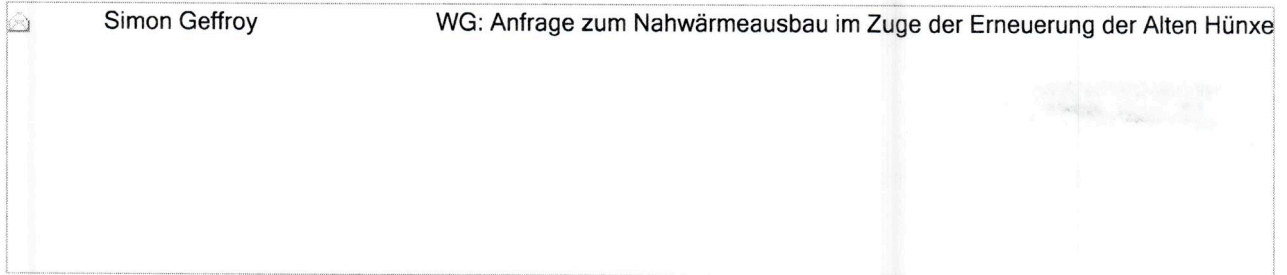 Simon Geffroy WG: Anfrage zum Nahwärmeausbau im Zuge der Erneuerung der Alten Hünxe